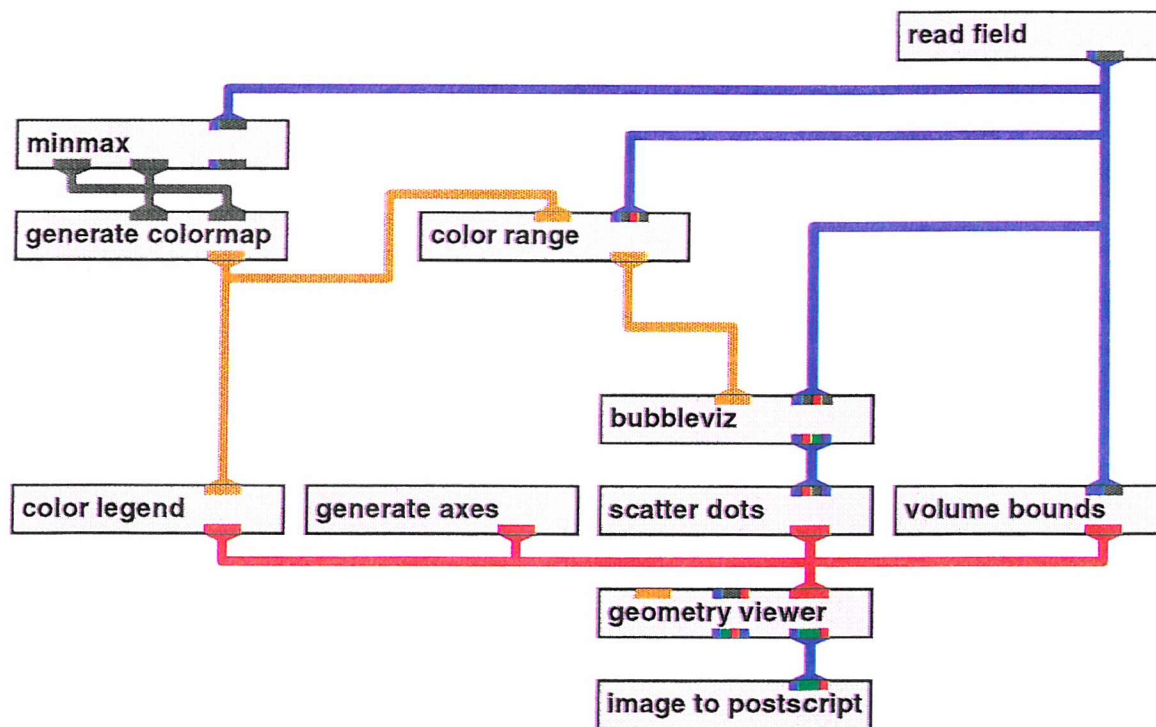 read field
minmax
generate colormap
color range
bubbleviz
color legend
generate axes
scatter dots
volume bounds
geometry viewer
image to postscript